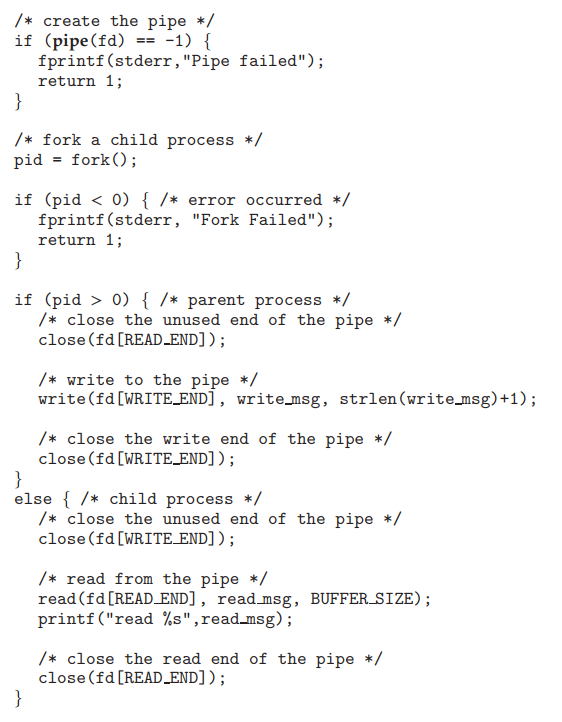 /* create the pipe */
if (pipe(fd) == -1) {
fprintf(stderr,"Pipe failed");
return 1;
}
/* fork a child process */
pid = fork();
if (pid < 0) { /* error occurred */
fprintf(stderr, "Fork Failed");
return 1;
}
if (pid > 0) { /* parent process */
/* close the unused end of the pipe */
close(fd[READ_END]);
/* write to the pipe */
write(fd[WRITE_END], write_msg, strlen(write_msg)+1);
/* close the write end of the pipe */
close(fd[WRITE_END]);
}
else { /* child process */
/* close the unused end of the pipe */
close(fd[WRITE_END]);
/* read from the pipe */
read(fd[READ_END], read_msg, BUFFER_SIZE);
printf("read %s",read_msg);
/* close the read end of the pipe */
close(fd[READ_END]);
}